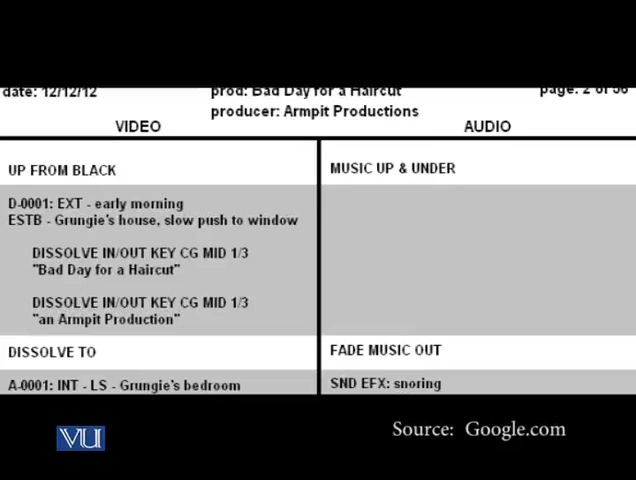 date: 12/12/12 prod: Bad Day for a Haircut page: 2 of 56
producer: Armpit Productions
VIDEO AUDIO
UP FROM BLACK
MUSIC UP & UNDER
D-0001: EXT - early morning
ESTB - Grungie's house, slow push to window
DISSOLVE IN/OUT KEY CG MID 1/3
"Bad Day for a Haircut"
DISSOLVE IN/OUT KEY CG MID 1/3
"an Armpit Production"
DISSOLVE TO
FADE MUSIC OUT
A-0001: INT - LS - Grungie's bedroom
SND EFX: snoring
Source: Google.com
VU